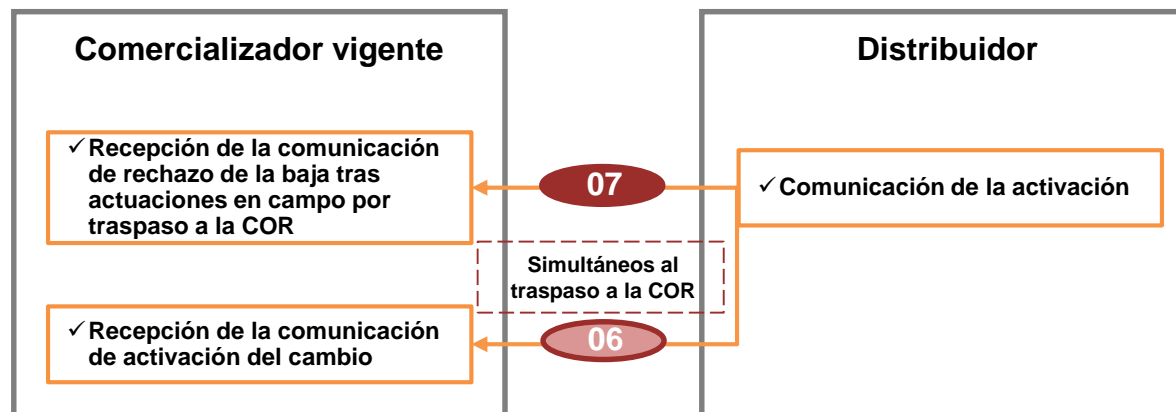 Comercializador vigente
Distribuidor
✓Recepción de la comunicación
de rechazo de la baja tras
actuaciones en campo por
traspaso a la COR
07
✓Comunicación de la activación
Simultáneos al
traspaso a la COR
✓Recepción de la comunicación
de activación del cambio
06